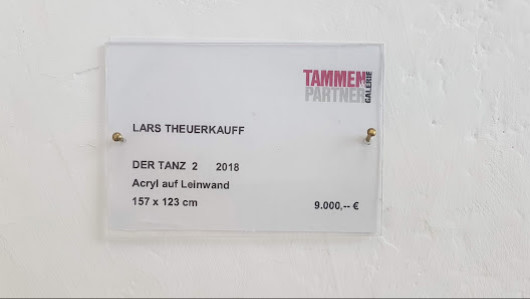 TAMMEN
PARTNER
GALERIE
LARS THEUERKAUFF
DER TANZ 2 2018
Acryl auf Leinwand
157 x 123 cm
9.000,-- €